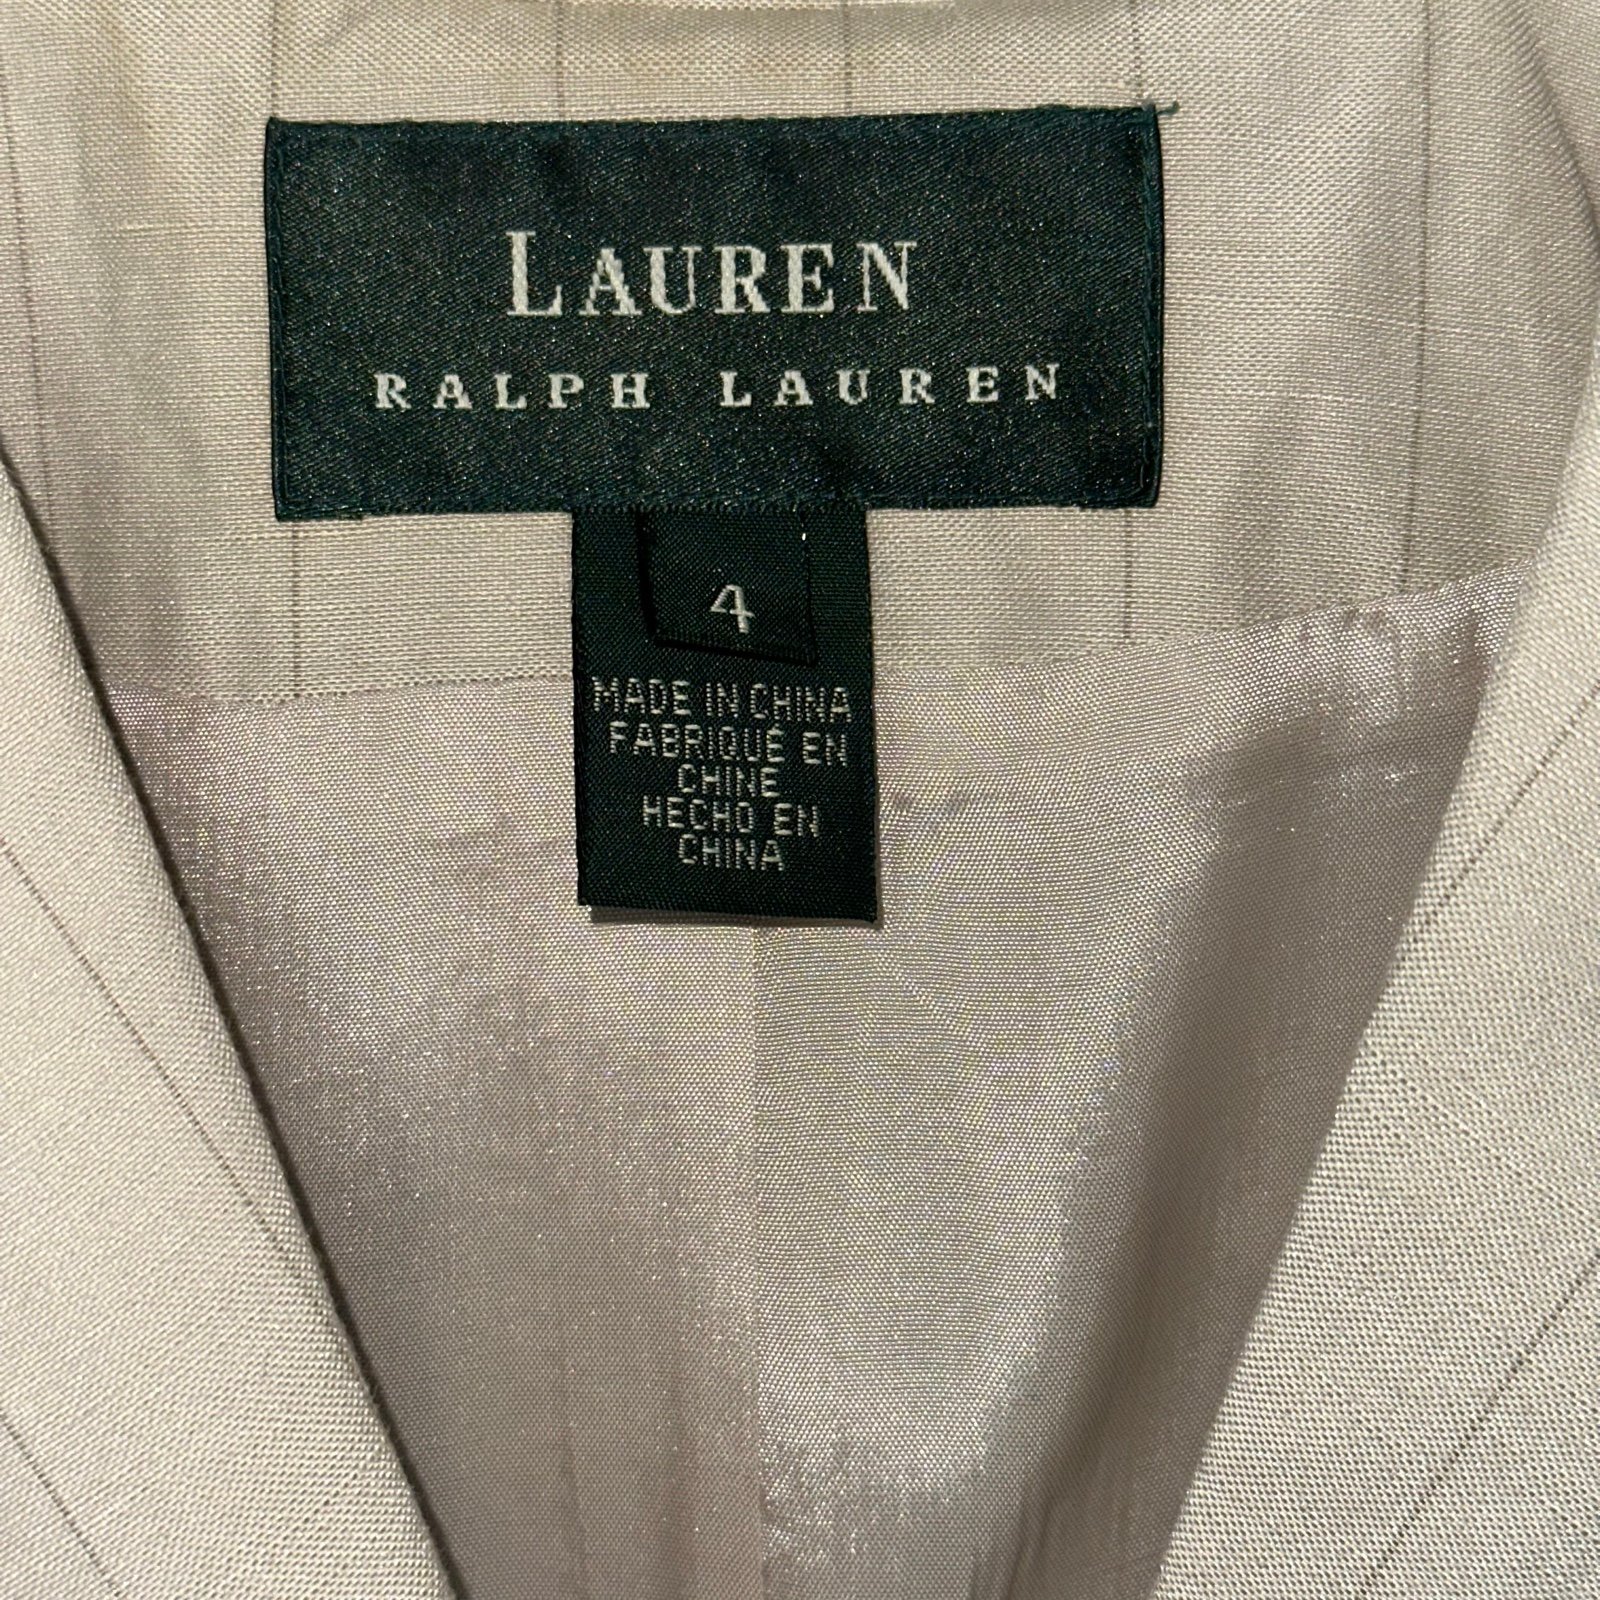 LAUREN
RALPH LAUREN
4
MADE IN CHINA
FABRIQUÉ EN
CHINE
HECHO EN
CHINA